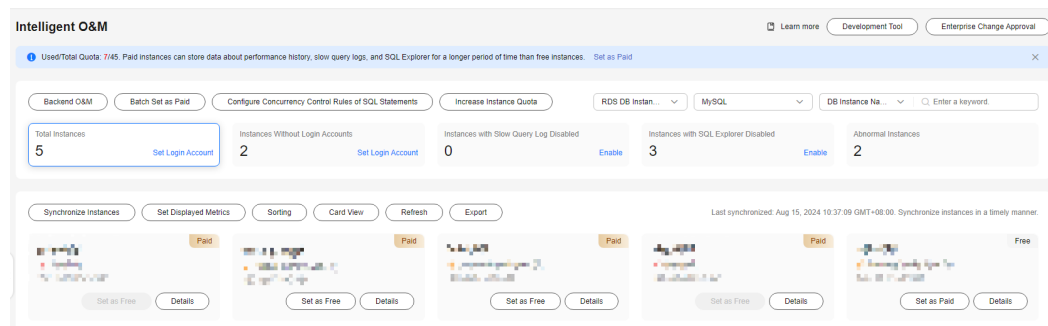 Intelligent O&M
Learn more
Development Tool
Enterprise Change Approval
Used/Total Quota: 7/45. Paid instances can store data about performance history, slow query logs, and SQL Explorer for a longer period of time than free instances. Set as Paid
Backend O&M
Batch Set as Paid
Configure Concurrency Control Rules of SQL Statements
Increase Instance Quota
RDS DB Instan...
MySQL
DB Instance Na...
Enter a keyword.
Total Instances
5
Set Login Account
Instances Without Login Accounts
2
Set Login Account
Instances with Slow Query Log Disabled
0
Enable
Instances with SQL Explorer Disabled
3
Enable
Abnormal Instances
2
Synchronize Instances
Set Displayed Metrics
Sorting
Card View
Refresh
Export
Last synchronized: Aug 15, 2024 10:37:09 GMT+08:00. Synchronize instances in a timely manner.
Paid
Set as Free
Details
Paid
Set as Free
Details
Paid
Set as Free
Details
Paid
Set as Free
Details
Free
Set as Paid
Details